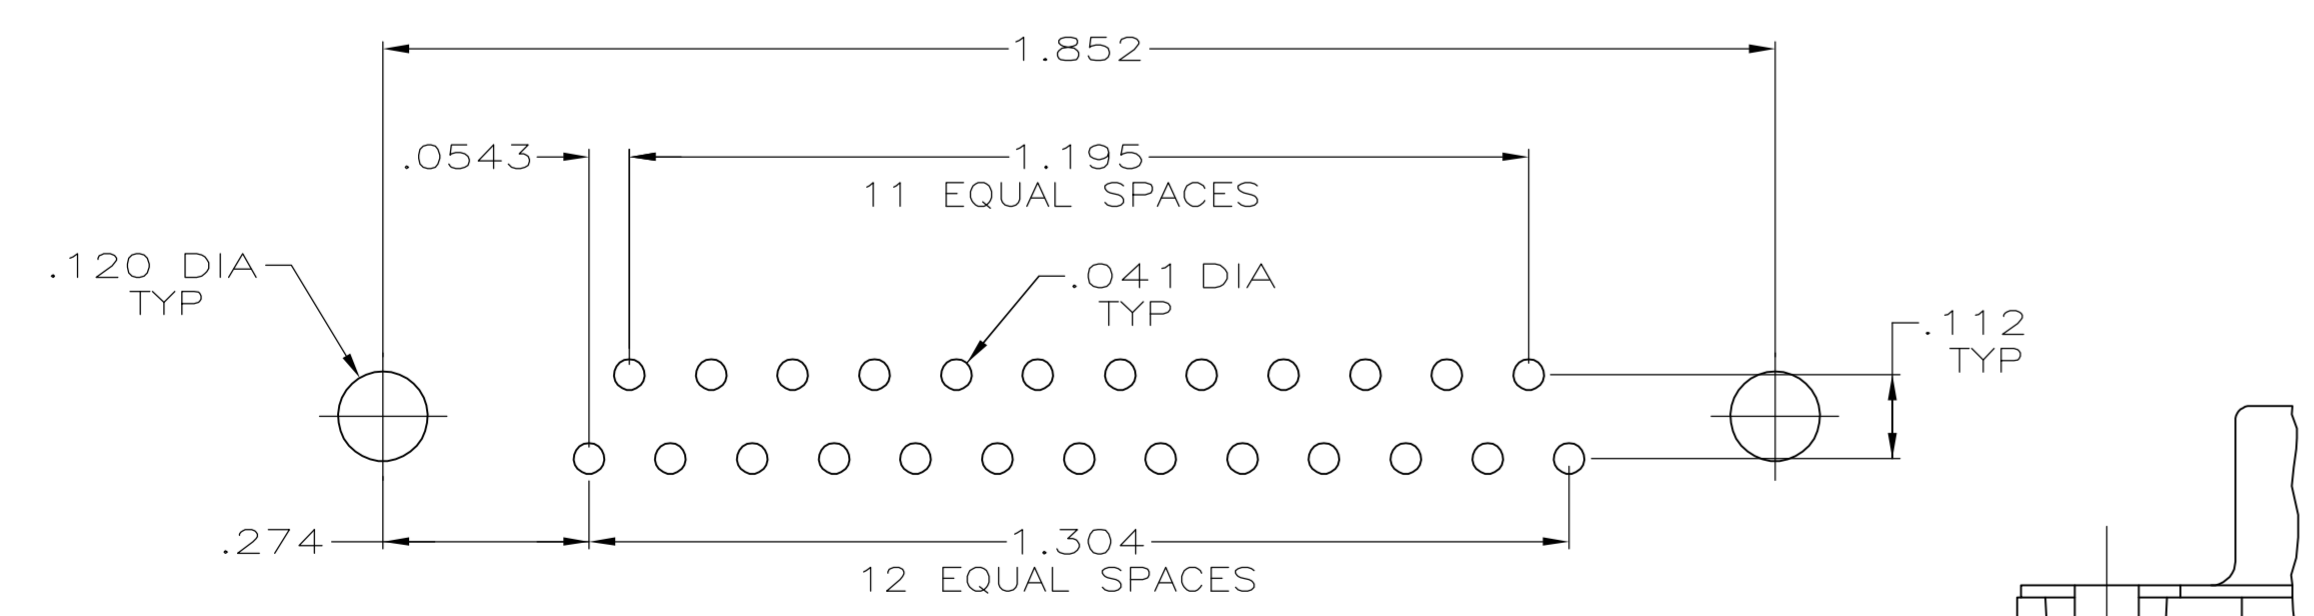 1.852
.0543
1.195
11 EQUAL SPACES
.120 DIA
TYP
.041 DIA
TYP
.112
TYP
.274
1.304
12 EQUAL SPACES